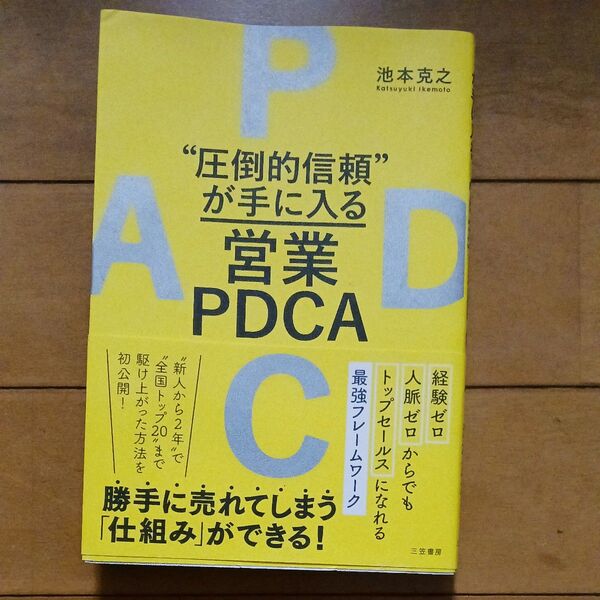 P
池本克之
Katsuyuki Ikemoto
“圧倒的信頼”
が手に入る
A
D
営業
PDCA
C
経験ゼロ
人脈ゼロからでも
トップセールスになれる
最強フレームワーク
“新人から2年”で
“全国トップ20”まで
駆け上がった方法を
初公開！
勝手に売れてしまう
「仕組み」ができる！
三笠書房